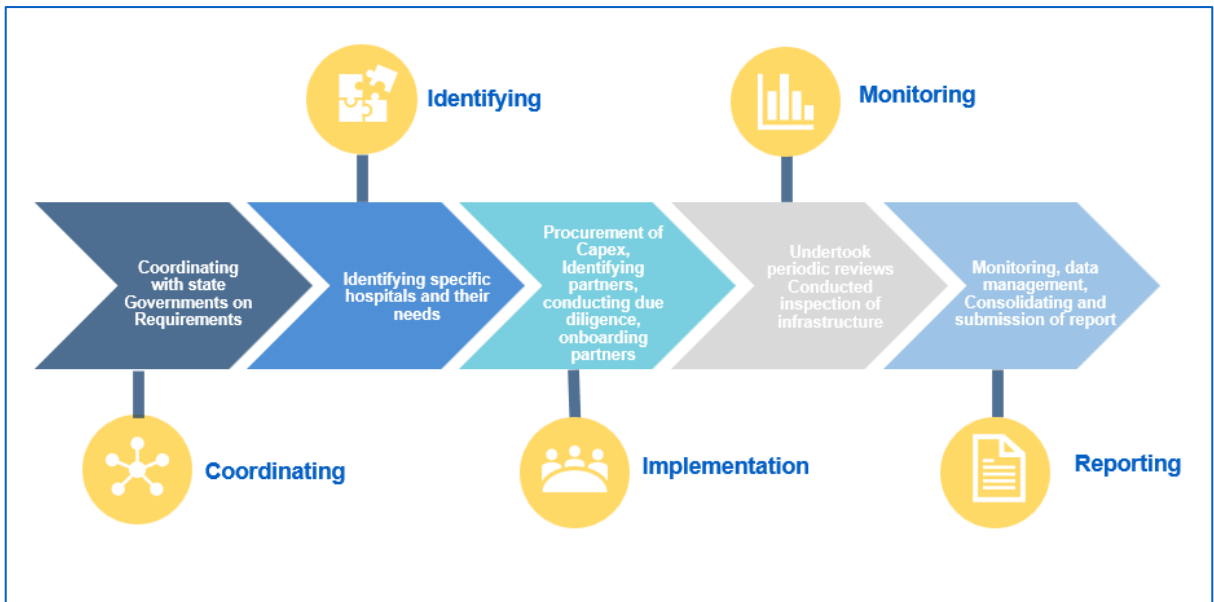 Identifying
Monitoring
Coordinating
with state
Governments on
Requirements
Identifying specific
hospitals and their
needs
Procurement of
Capex,
Identifying
partners,
conducting due
diligence,
onboarding
partners
Undertook
periodic reviews
Conducted
inspection of
infrastructure
Monitoring, data
management,
Consolidating and
submission of report
Coordinating
Implementation
Reporting